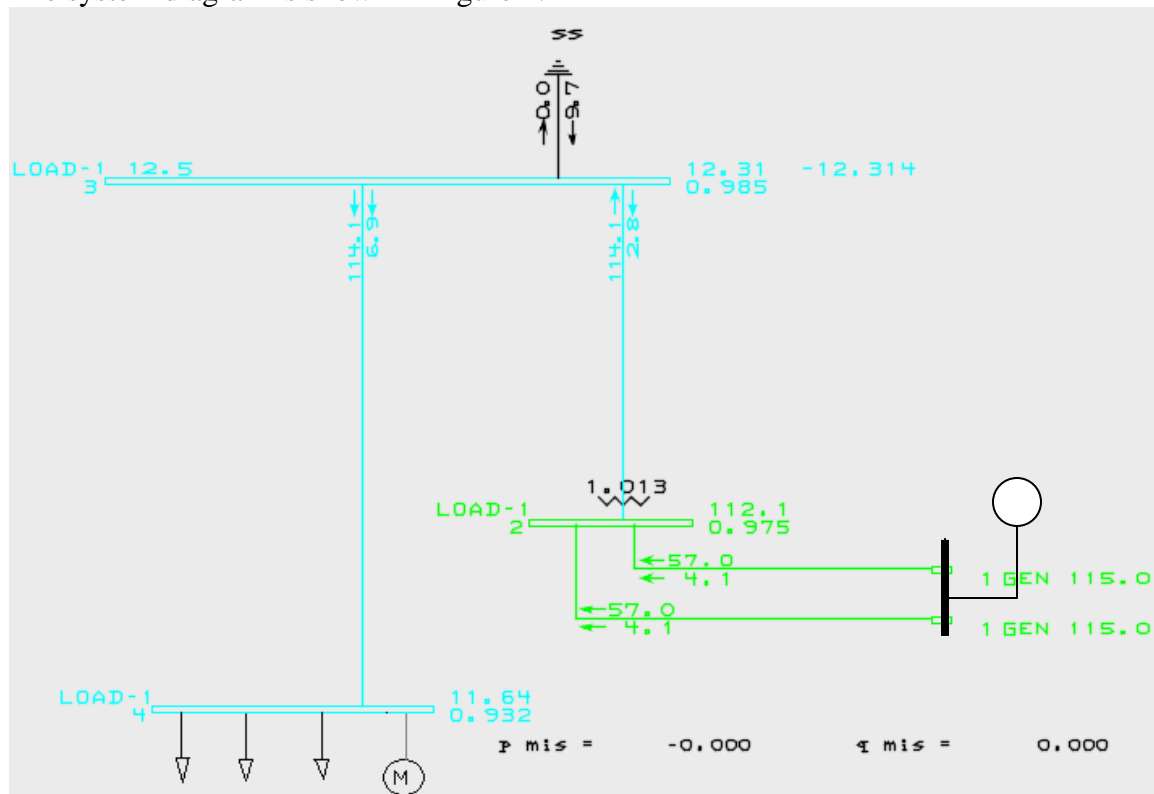 SS
0.0
9.7
LOAD-1 12.5
3
12.31 -12.314
0.985
114.1
6.9
114.1
2.8
1.013
LOAD-1
2
112.1
0.975
57.0
4.1
1 GEN 115.0
57.0
4.1
1 GEN 115.0
LOAD-1
4
11.64
0.932
M
P mis = -0.000 q mis = 0.000